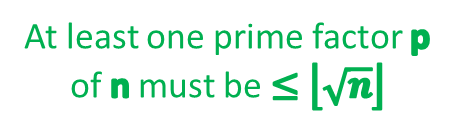 At least one prime factor p
of n must be ≤ ⌊√n⌋